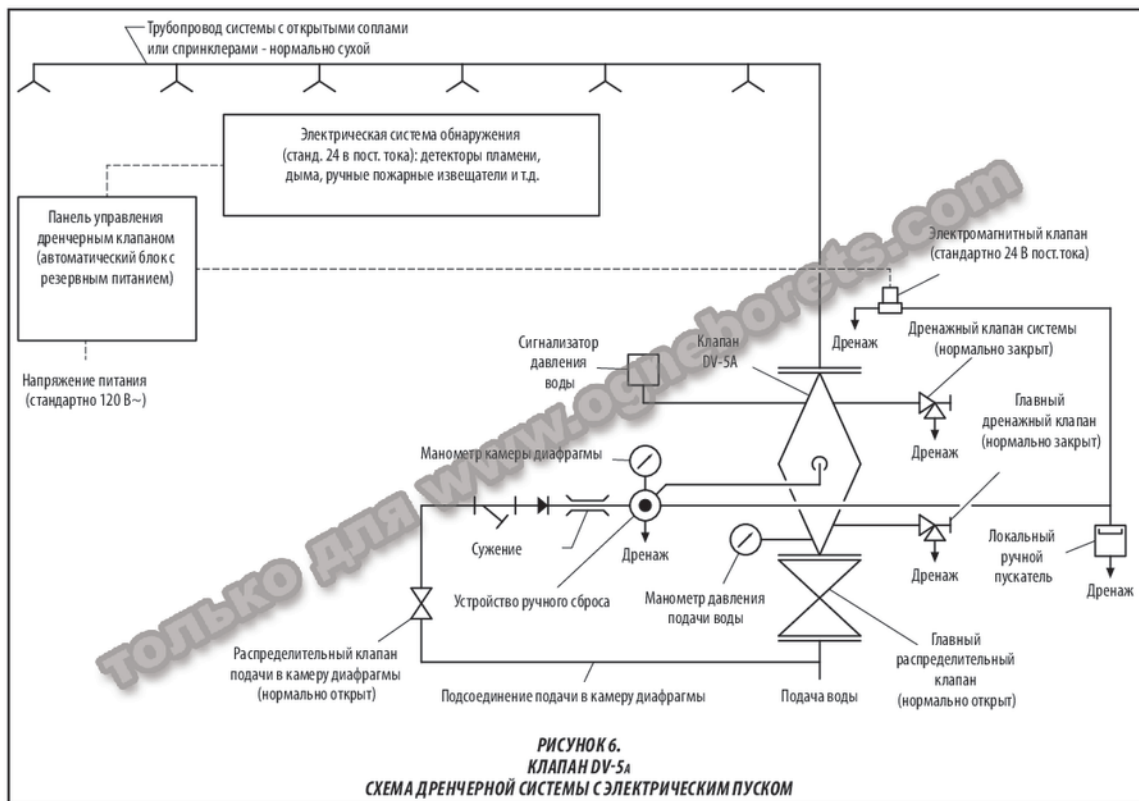 Трубопровод системы с открытыми соплами
или спринклерами - нормально сухой
Электрическая система обнаружения
(станд. 24 в пост. тока): детекторы пламени,
дыма, ручные пожарные извещатели и т.д.
Панель управления
дренчерным клапаном
(автоматический блок с
резервным питанием)
Напряжение питания
(стандартно 120 В~)
Электромагнитный клапан
(стандартно 24 В пост.тока)
Дренаж
Дренажный клапан системы
(нормально закрыт)
Сигнализатор
давления
воды
Клапан
DV-5A
Главный
дренажный клапан
(нормально закрыт)
Дренаж
Манометр камеры диафрагмы
Сужение
Дренаж
Устройство ручного сброса
Манометр давления
подачи воды
Дренаж
Локальный
ручной
пускатель
Дренаж
Распределительный клапан
подачи в камеру диафрагмы
(нормально открыт)
Подсоединение подачи в камеру диафрагмы
Подача воды
Главный
распределительный
клапан
(нормально открыт)
только для www.ogneborets.com
РИСУНОК 6.
КЛАПАН DV-5A
СХЕМА ДРЕНЧЕРНОЙ СИСТЕМЫ С ЭЛЕКТРИЧЕСКИМ ПУСКОМ